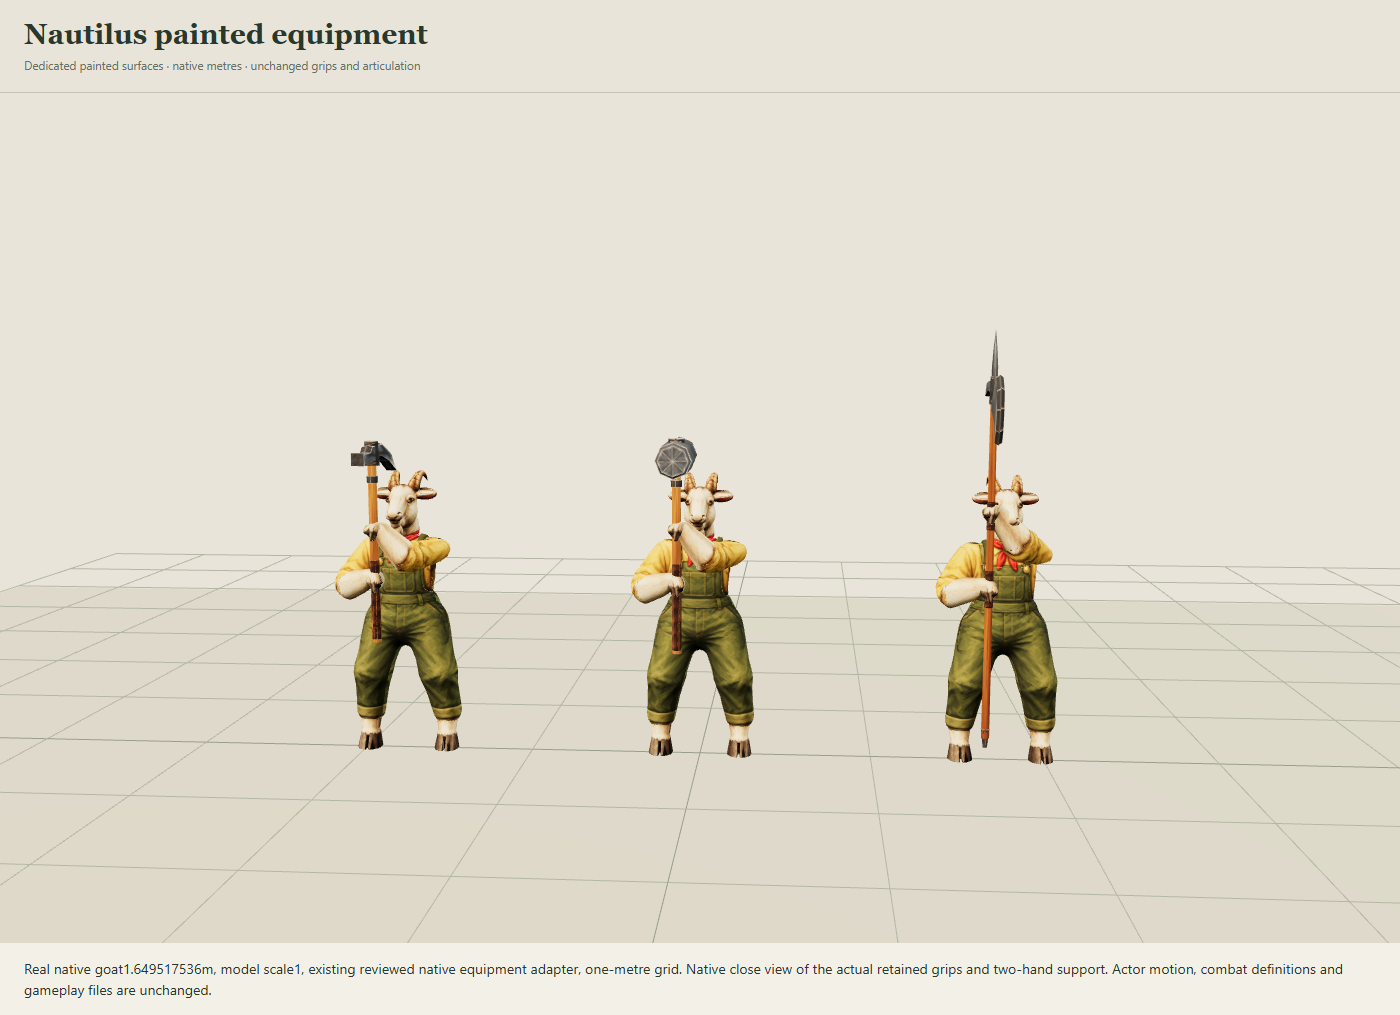 Nautilus painted equipment
Dedicated painted surfaces · native metres · unchanged grips and articulation
Real native goat1.649517536m, model scale1, existing reviewed native equipment adapter, one-metre grid. Native close view of the actual retained grips and two-hand support. Actor motion, combat definitions and
gameplay files are unchanged.